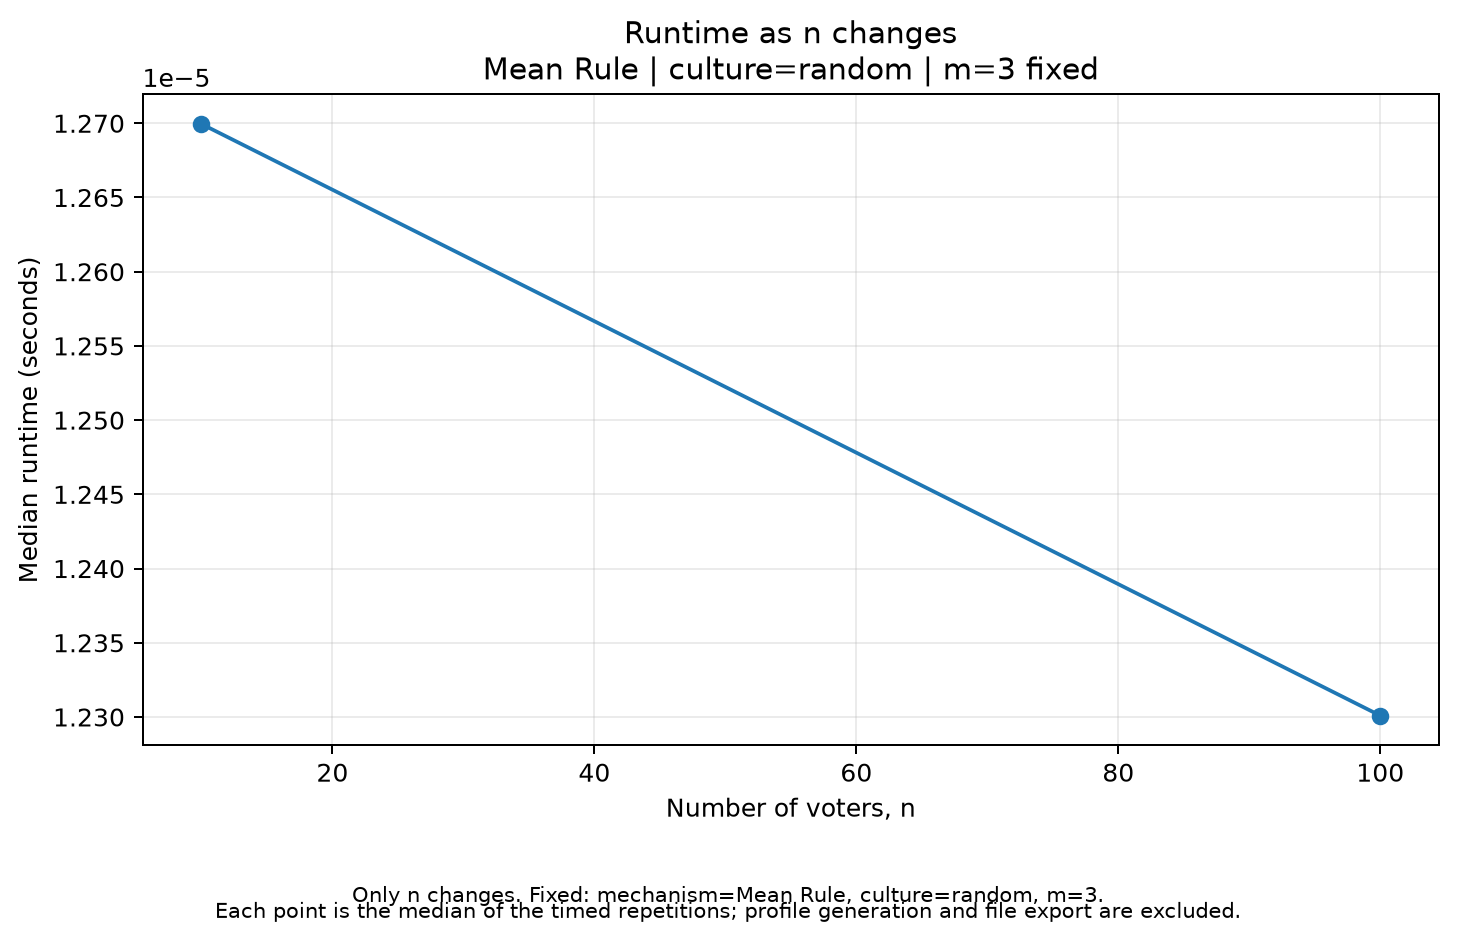 Runtime as n changes
Mean Rule | culture=random | m=3 fixed
1e−5
1.270
1.265
1.260
1.255
1.250
1.245
1.240
1.235
1.230
Median runtime (seconds)
20 40 60 80 100
Number of voters, n
Only n changes. Fixed: mechanism=Mean Rule, culture=random, m=3.
Each point is the median of the timed repetitions; profile generation and file export are excluded.